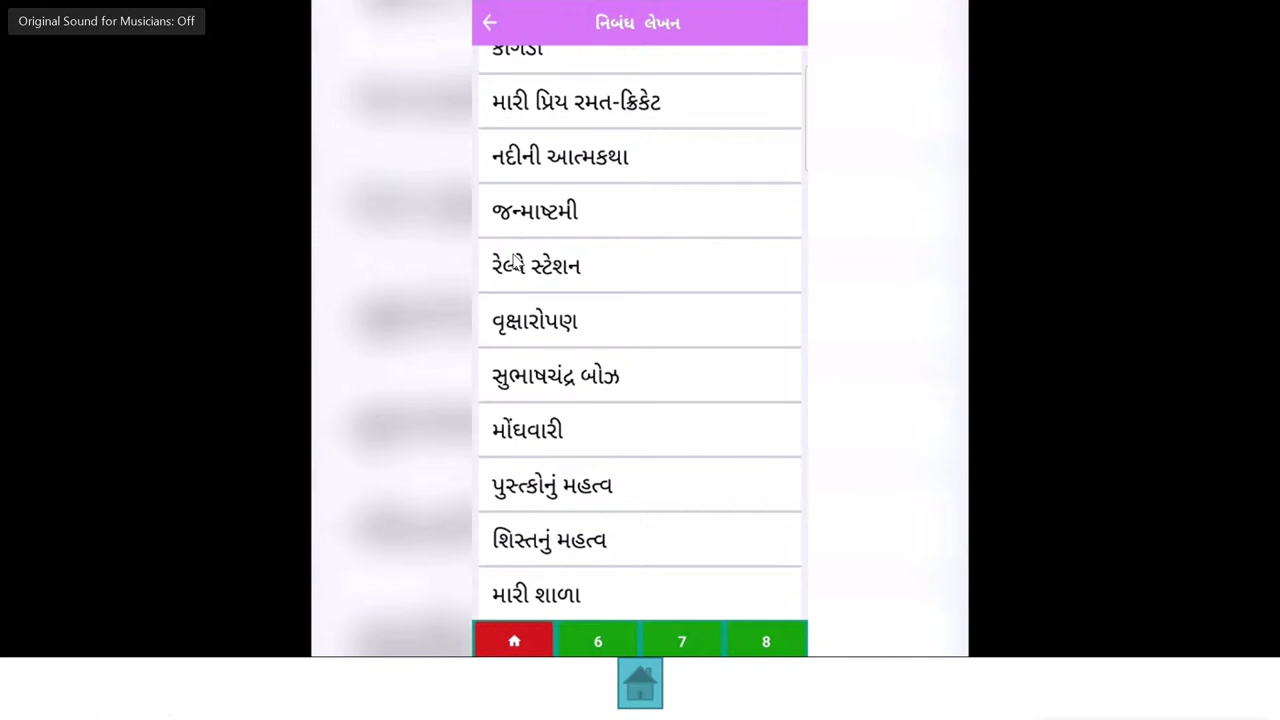 Original Sound for Musicians: Off
નિબંધ લેખન
કાગડો
મારી પ્રિય રમત-ક્રિકેટ
નદીની આત્મકથા
જન્માષ્ટમી
રેલ્વે સ્ટેશન
વૃક્ષારોપણ
સુભાષચંદ્ર બોઝ
મોંઘવારી
પુસ્ત્કોનું મહત્વ
શિસ્તનું મહત્વ
મારી શાળા
6 7 8